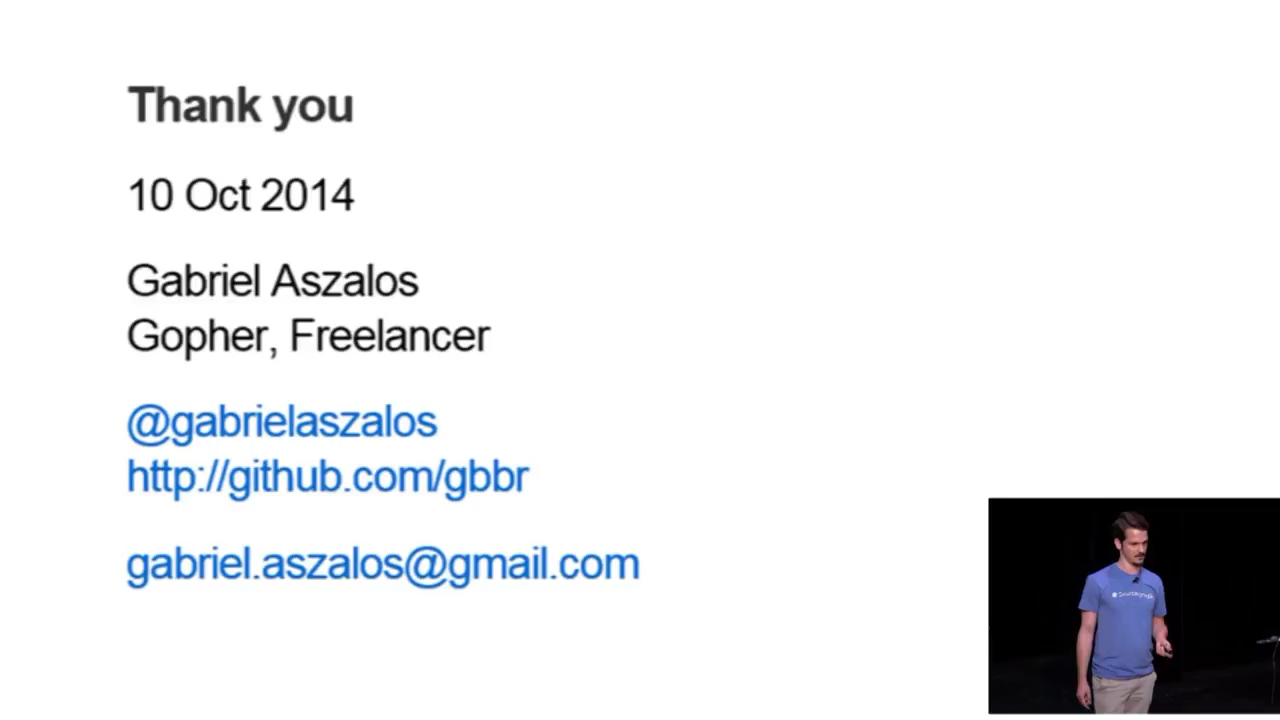 Thank you
10 Oct 2014
Gabriel Aszalos
Gopher, Freelancer
@gabrielaszalos
http://github.com/gbbr
gabriel.aszalos@gmail.com